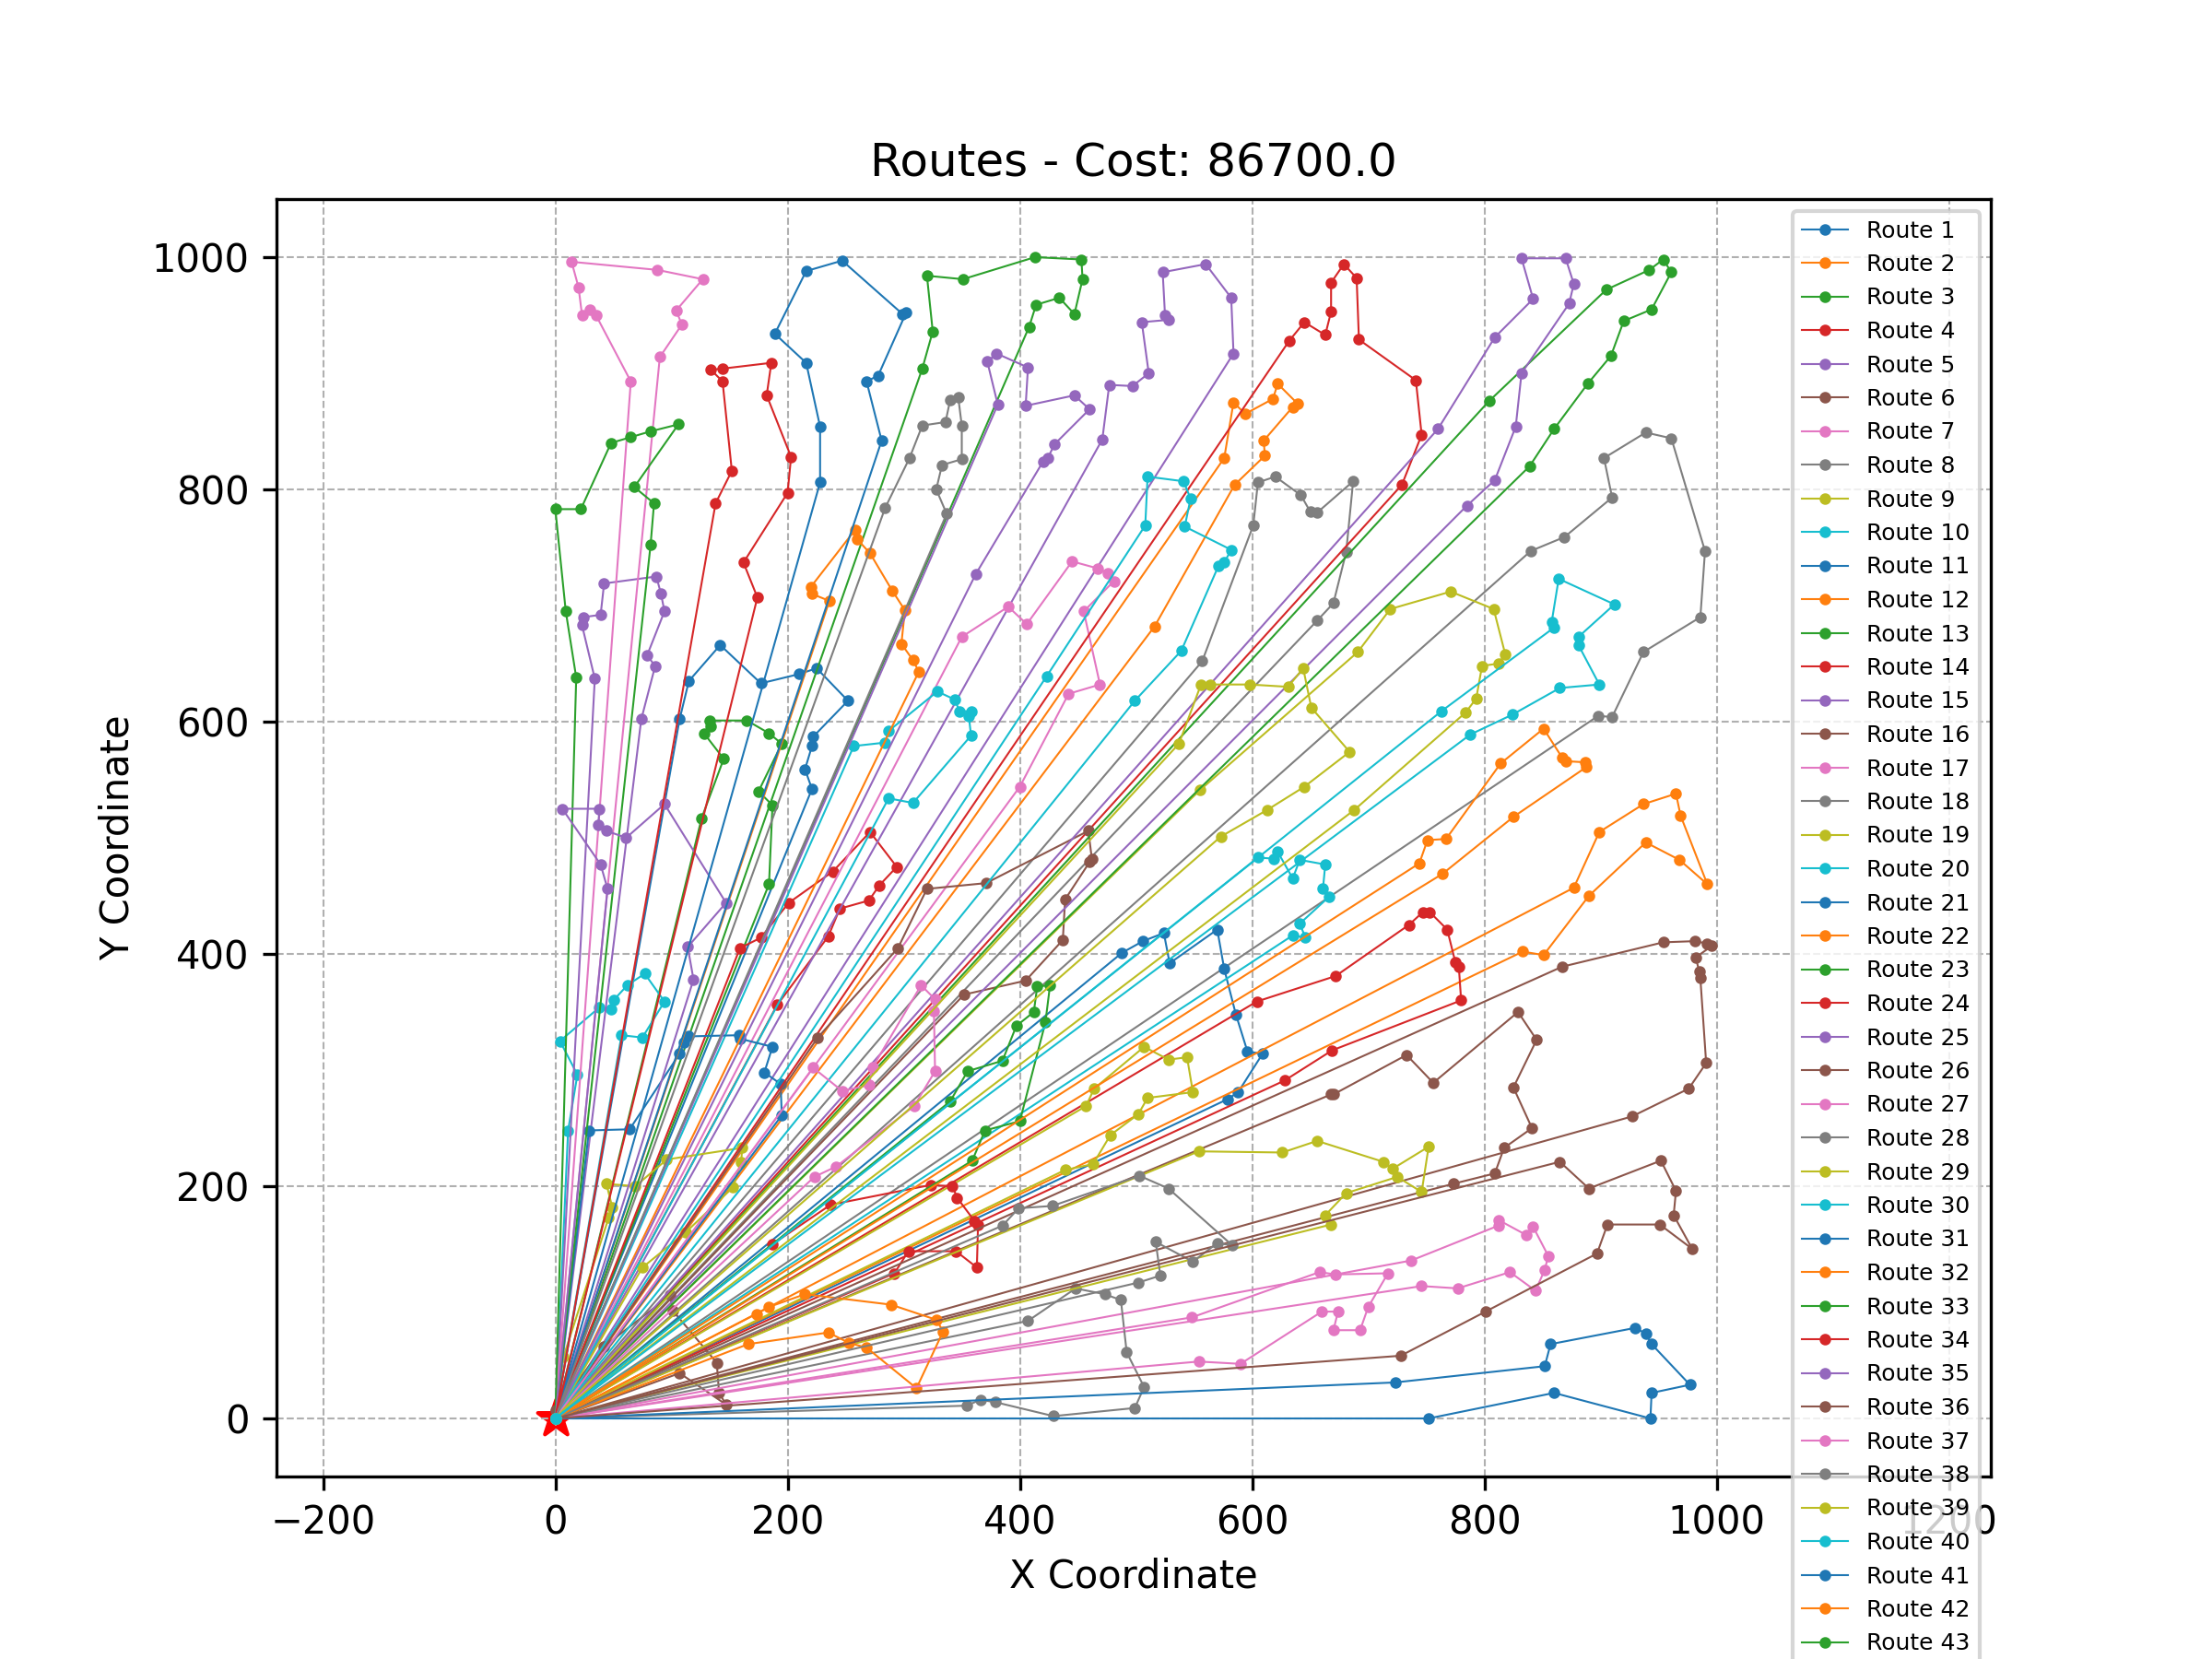 Routes - Cost: 86700.0
1000
800
600
400
200
0
Y Coordinate
−200
0
200
400
600
800
1000
1200
X Coordinate
Route 1
Route 2
Route 3
Route 4
Route 5
Route 6
Route 7
Route 8
Route 9
Route 10
Route 11
Route 12
Route 13
Route 14
Route 15
Route 16
Route 17
Route 18
Route 19
Route 20
Route 21
Route 22
Route 23
Route 24
Route 25
Route 26
Route 27
Route 28
Route 29
Route 30
Route 31
Route 32
Route 33
Route 34
Route 35
Route 36
Route 37
Route 38
Route 39
Route 40
Route 41
Route 42
Route 43